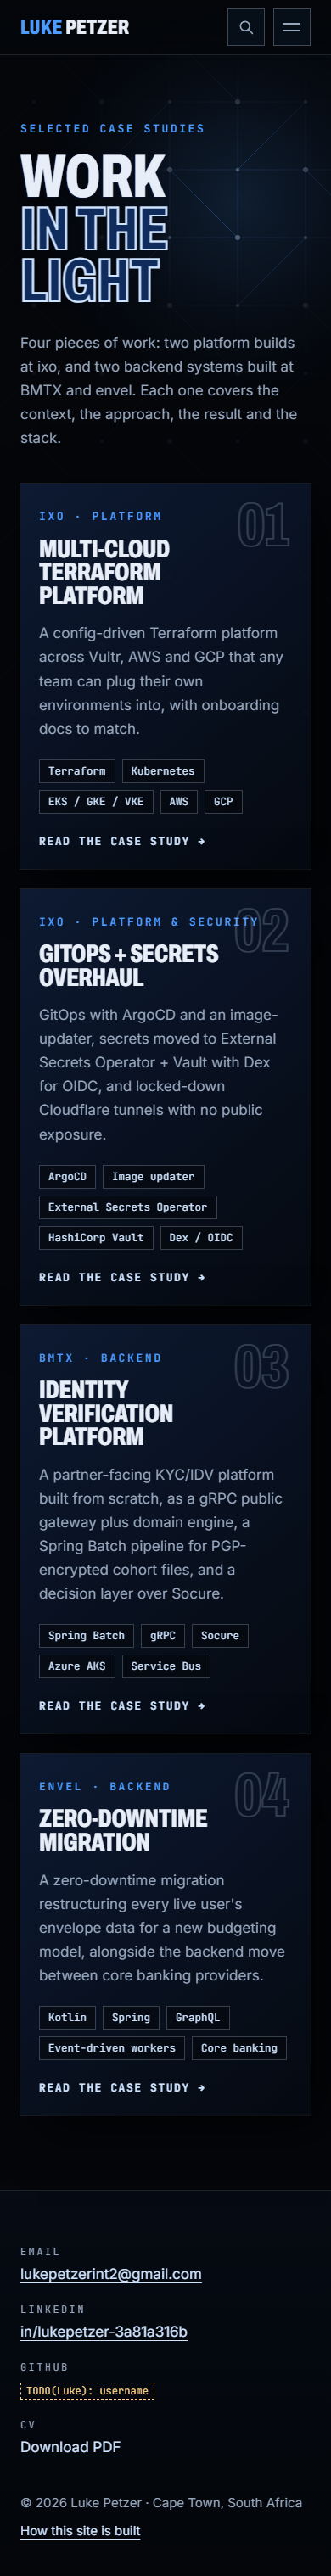 LUKE PETZER
SELECTED CASE STUDIES
WORK
IN THE
LIGHT
Four pieces of work: two platform builds
at ixo, and two backend systems built at
BMTX and envel. Each one covers the
context, the approach, the result and the
stack.
IXO · PLATFORM
01
MULTI-CLOUD
TERRAFORM
PLATFORM
A config-driven Terraform platform
across Vultr, AWS and GCP that any
team can plug their own
environments into, with onboarding
docs to match.
Terraform Kubernetes
EKS / GKE / VKE AWS GCP
READ THE CASE STUDY →
IXO · PLATFORM & SECURITY
02
GITOPS + SECRETS
OVERHAUL
GitOps with ArgoCD and an image-
updater, secrets moved to External
Secrets Operator + Vault with Dex
for OIDC, and locked-down
Cloudflare tunnels with no public
exposure.
ArgoCD Image updater
External Secrets Operator
HashiCorp Vault Dex / OIDC
READ THE CASE STUDY →
BMTX · BACKEND
03
IDENTITY
VERIFICATION
PLATFORM
A partner-facing KYC/IDV platform
built from scratch, as a gRPC public
gateway plus domain engine, a
Spring Batch pipeline for PGP-
encrypted cohort files, and a
decision layer over Socure.
Spring Batch gRPC Socure
Azure AKS Service Bus
READ THE CASE STUDY →
ENVEL · BACKEND
04
ZERO-DOWNTIME
MIGRATION
A zero-downtime migration
restructuring every live user's
envelope data for a new budgeting
model, alongside the backend move
between core banking providers.
Kotlin Spring GraphQL
Event-driven workers Core banking
READ THE CASE STUDY →
EMAIL
lukepetzerint2@gmail.com
LINKEDIN
in/lukepetzer-3a81a316b
GITHUB
TODO(Luke): username
CV
Download PDF
© 2026 Luke Petzer · Cape Town, South Africa
How this site is built